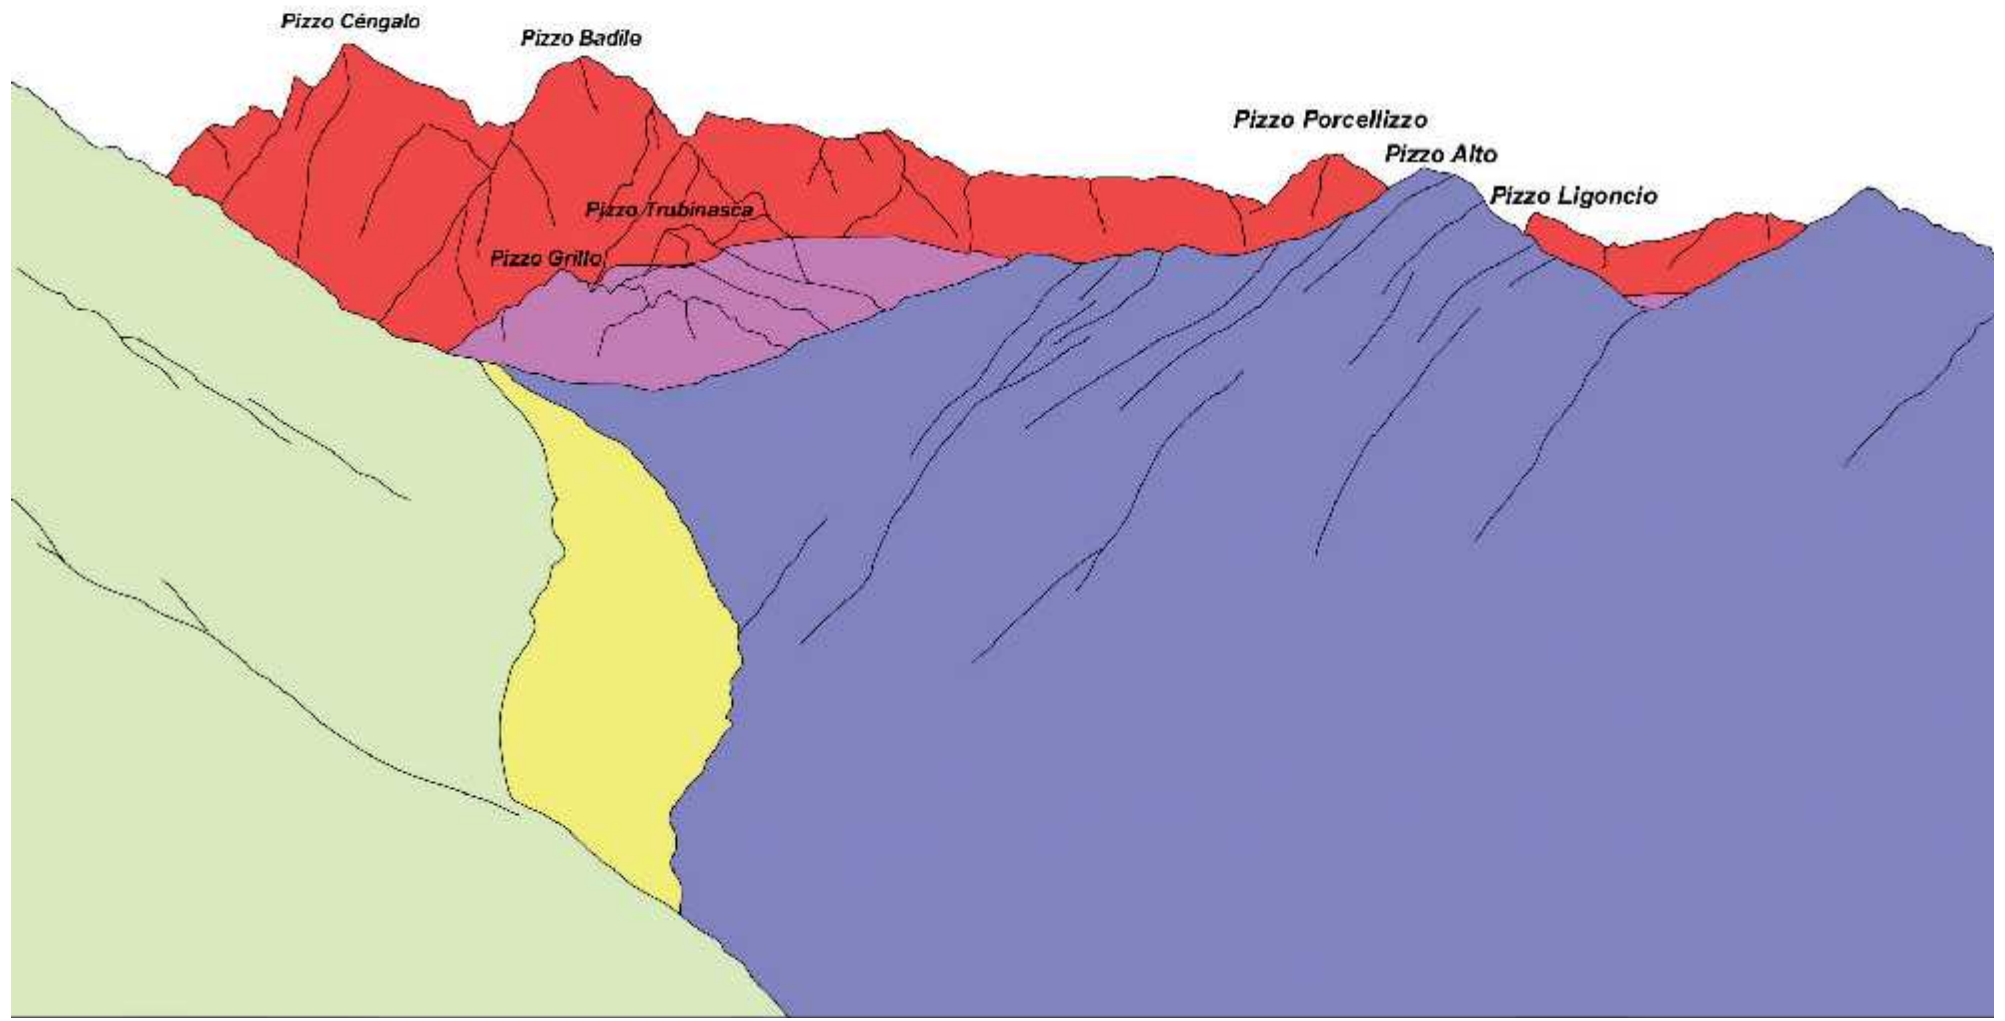 Pizzo Céngalo
Pizzo Badile
Pizzo Porcellizzo
Pizzo Alto
Pizzo Ligoncio
Pizzo Trubinasca
Pizzo Grillo